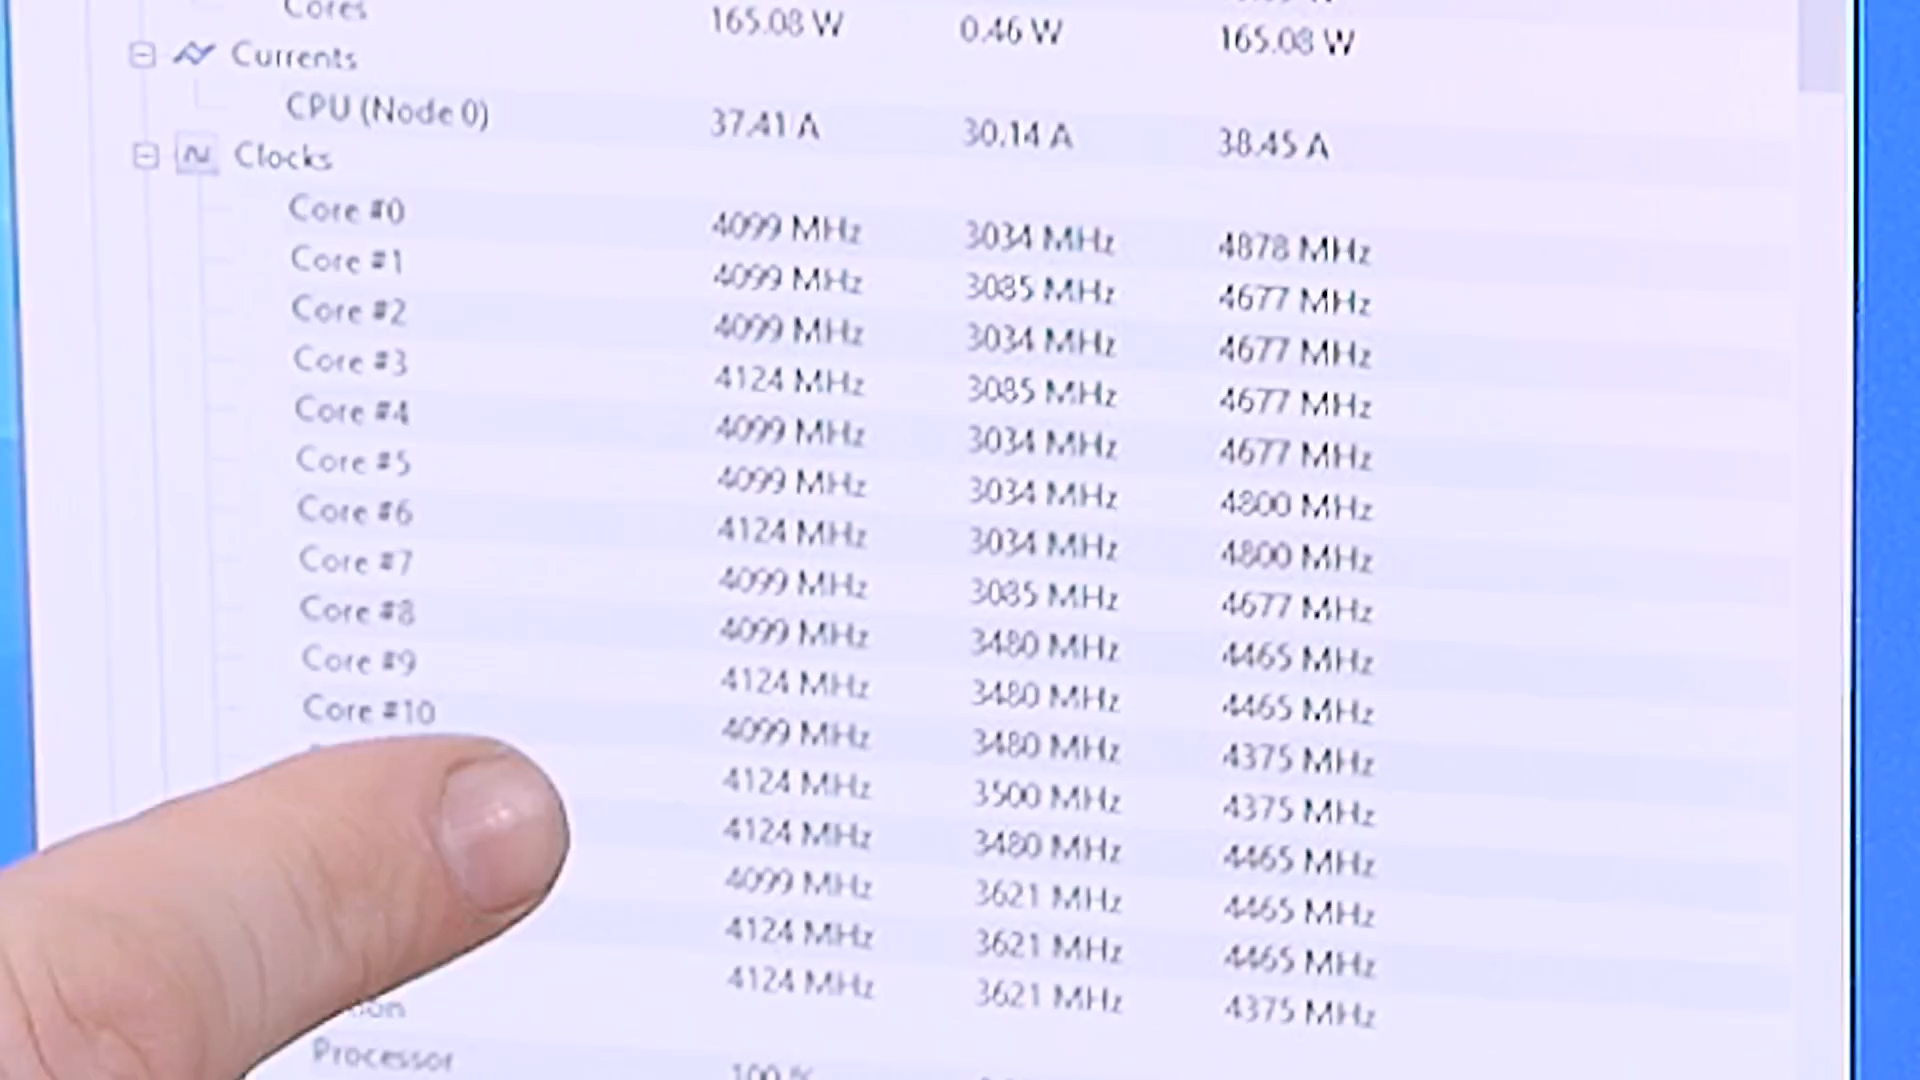 Cores 165.08 W 0.46 W 165.08 W
Currents
CPU (Node 0) 37.41 A 30.14 A 38.45 A
Clocks
Core #0 4099 MHz 3034 MHz 4878 MHz
Core #1 4099 MHz 3085 MHz 4677 MHz
Core #2 4099 MHz 3034 MHz 4677 MHz
Core #3 4124 MHz 3085 MHz 4677 MHz
Core #4 4099 MHz 3034 MHz 4677 MHz
Core #5 4099 MHz 3034 MHz 4800 MHz
Core #6 4124 MHz 3034 MHz 4800 MHz
Core #7 4099 MHz 3085 MHz 4677 MHz
Core #8 4099 MHz 3480 MHz 4465 MHz
Core #9 4124 MHz 3480 MHz 4465 MHz
Core #10 4099 MHz 3480 MHz 4375 MHz
4124 MHz 3500 MHz 4375 MHz
4124 MHz 3480 MHz 4465 MHz
4099 MHz 3621 MHz 4465 MHz
4124 MHz 3621 MHz 4465 MHz
4124 MHz 3621 MHz 4375 MHz
Processor 100 %